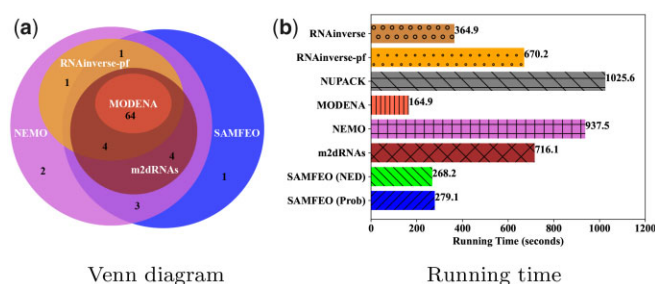 (a)
1
RNAinverse-pf
1
MODENA
64
NEMO
SAMFEO
4
4
m2dRNAs
2
1
3
Venn diagram
(b)
RNAinverse
364.9
RNAinverse-pf
670.2
NUPACK
1025.6
MODENA
164.9
NEMO
937.5
m2dRNAs
716.1
SAMFEO (NED)
268.2
SAMFEO (Prob)
279.1
0 200 400 600 800 1000 1200
Running Time (seconds)
Running time